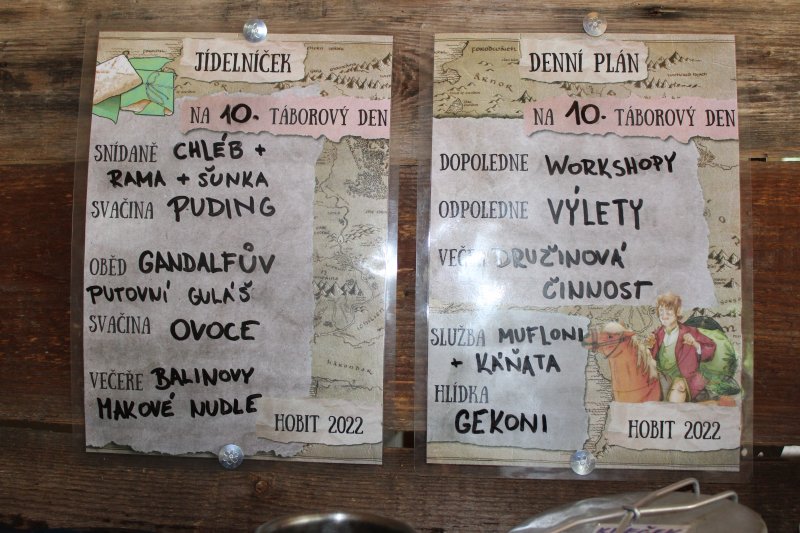 JÍDELNÍČEK
NA 10. TÁBOROVÝ DEN
SNÍDANĚ CHLÉB +
RAMA + ŠUNKA
SVAČINA PUDING
OBĚD GANDALFŮV
PUTOVNÍ GULÁŠ
SVAČINA OVOCE
VEČEŘE BALINOVY
MAKOVÉ NUDLE
HOBIT 2022
DENNÍ PLÁN
NA 10. TÁBOROVÝ DEN
DOPOLEDNE WORKSHOPY
ODPOLEDNE VÝLETY
DRUŽINOVÁ
ČINNOST
SLUŽBA MUFLONI
+ KÁŇATA
HLÍDKA
GEKONI
HOBIT 2022